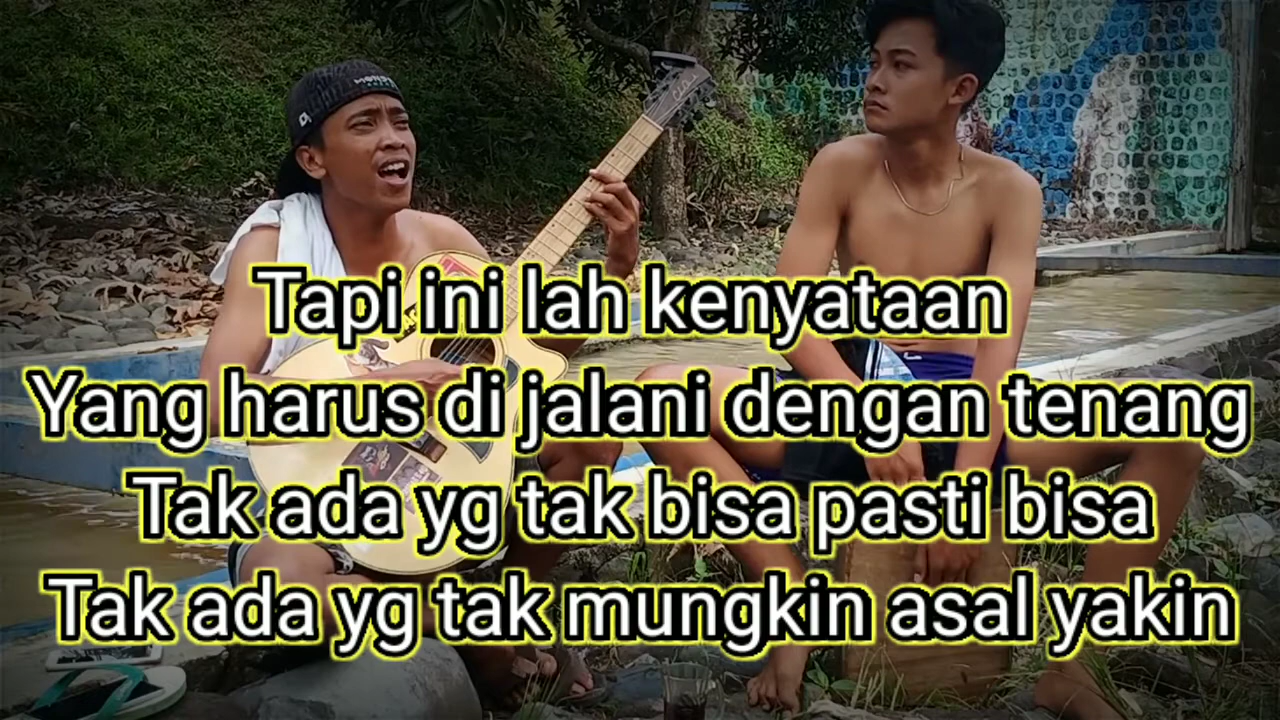 Tapi ini lah kenyataan
Yang harus di jalani dengan tenang
Tak ada yg tak bisa pasti bisa
Tak ada yg tak mungkin asal yakin